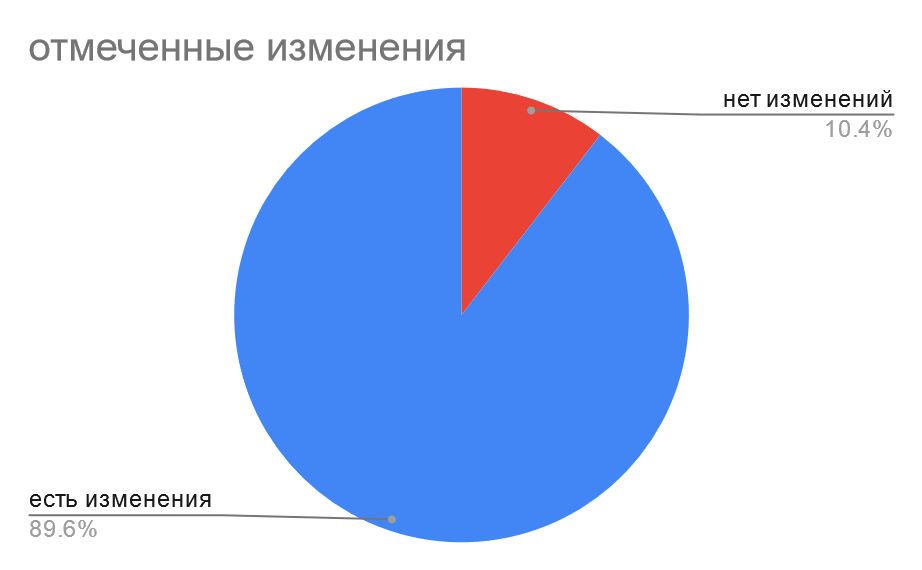 отмеченные изменения
нет изменений
10.4%
есть изменения
89.6%